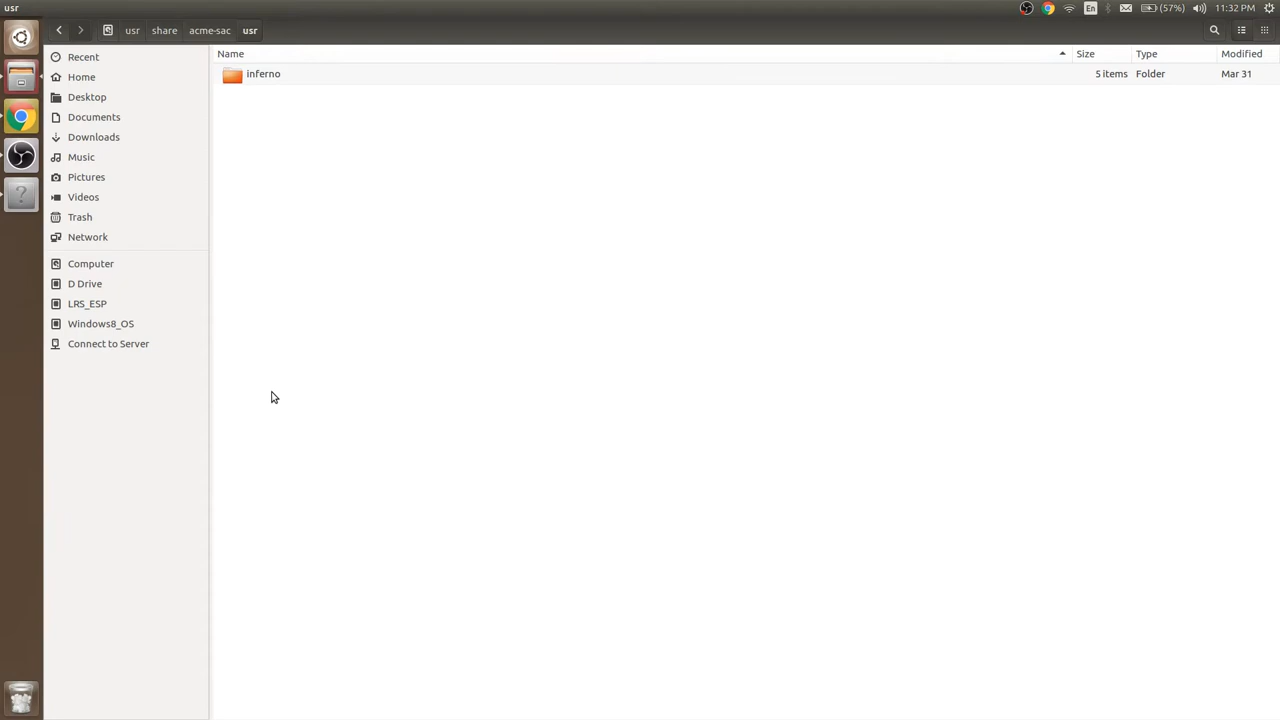 usr
En
(57%)
11:32 PM
usr
share
acme-sac
usr
Name
Size
Type
Modified
inferno
5 items
Folder
Mar 31
Recent
Home
Desktop
Documents
Downloads
Music
Pictures
Videos
Trash
Network
Computer
D Drive
LRS_ESP
Windows8_OS
Connect to Server